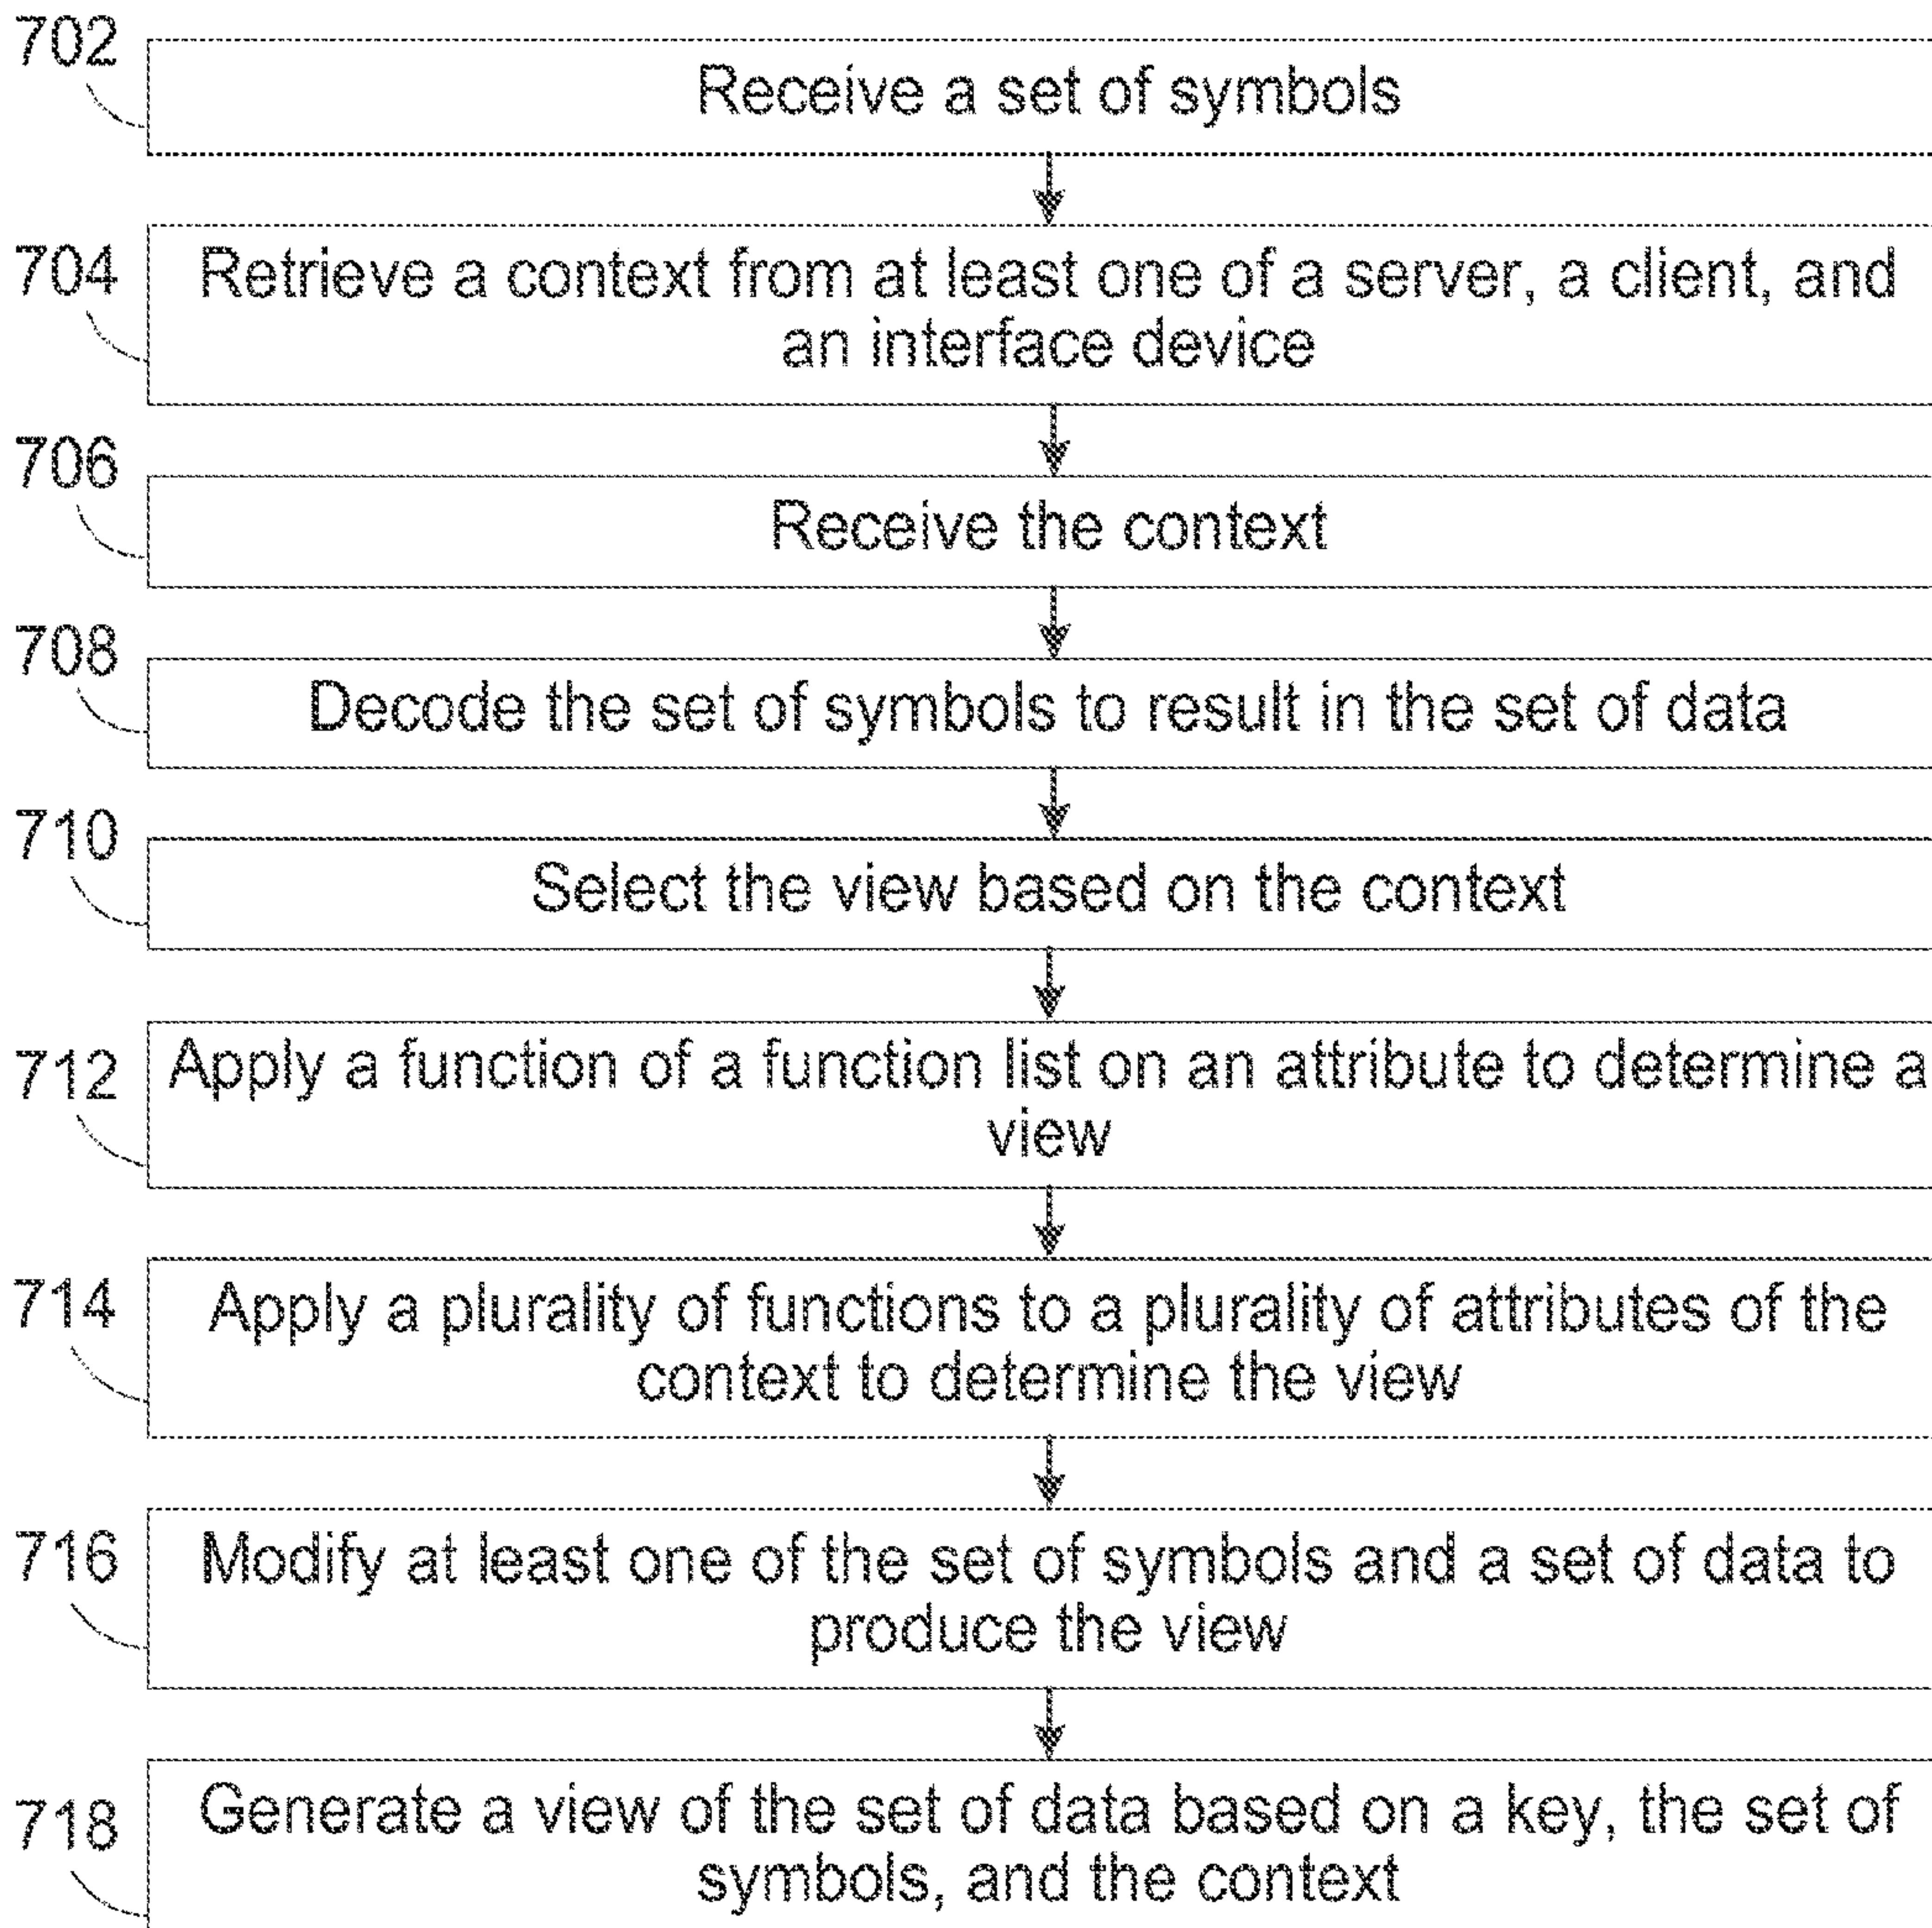 702
Receive a set of symbols
704
Retrieve a context from at least one of a server, a client, and
an interface device
706
Receive the context
708
Decode the set of symbols to result in the set of data
710
Select the view based on the context
712
Apply a function of a function list on an attribute to determine a
view
714
Apply a plurality of functions to a plurality of attributes of the
context to determine the view
716
Modify at least one of the set of symbols and a set of data to
produce the view
718
Generate a view of the set of data based on a key, the set of
symbols, and the context